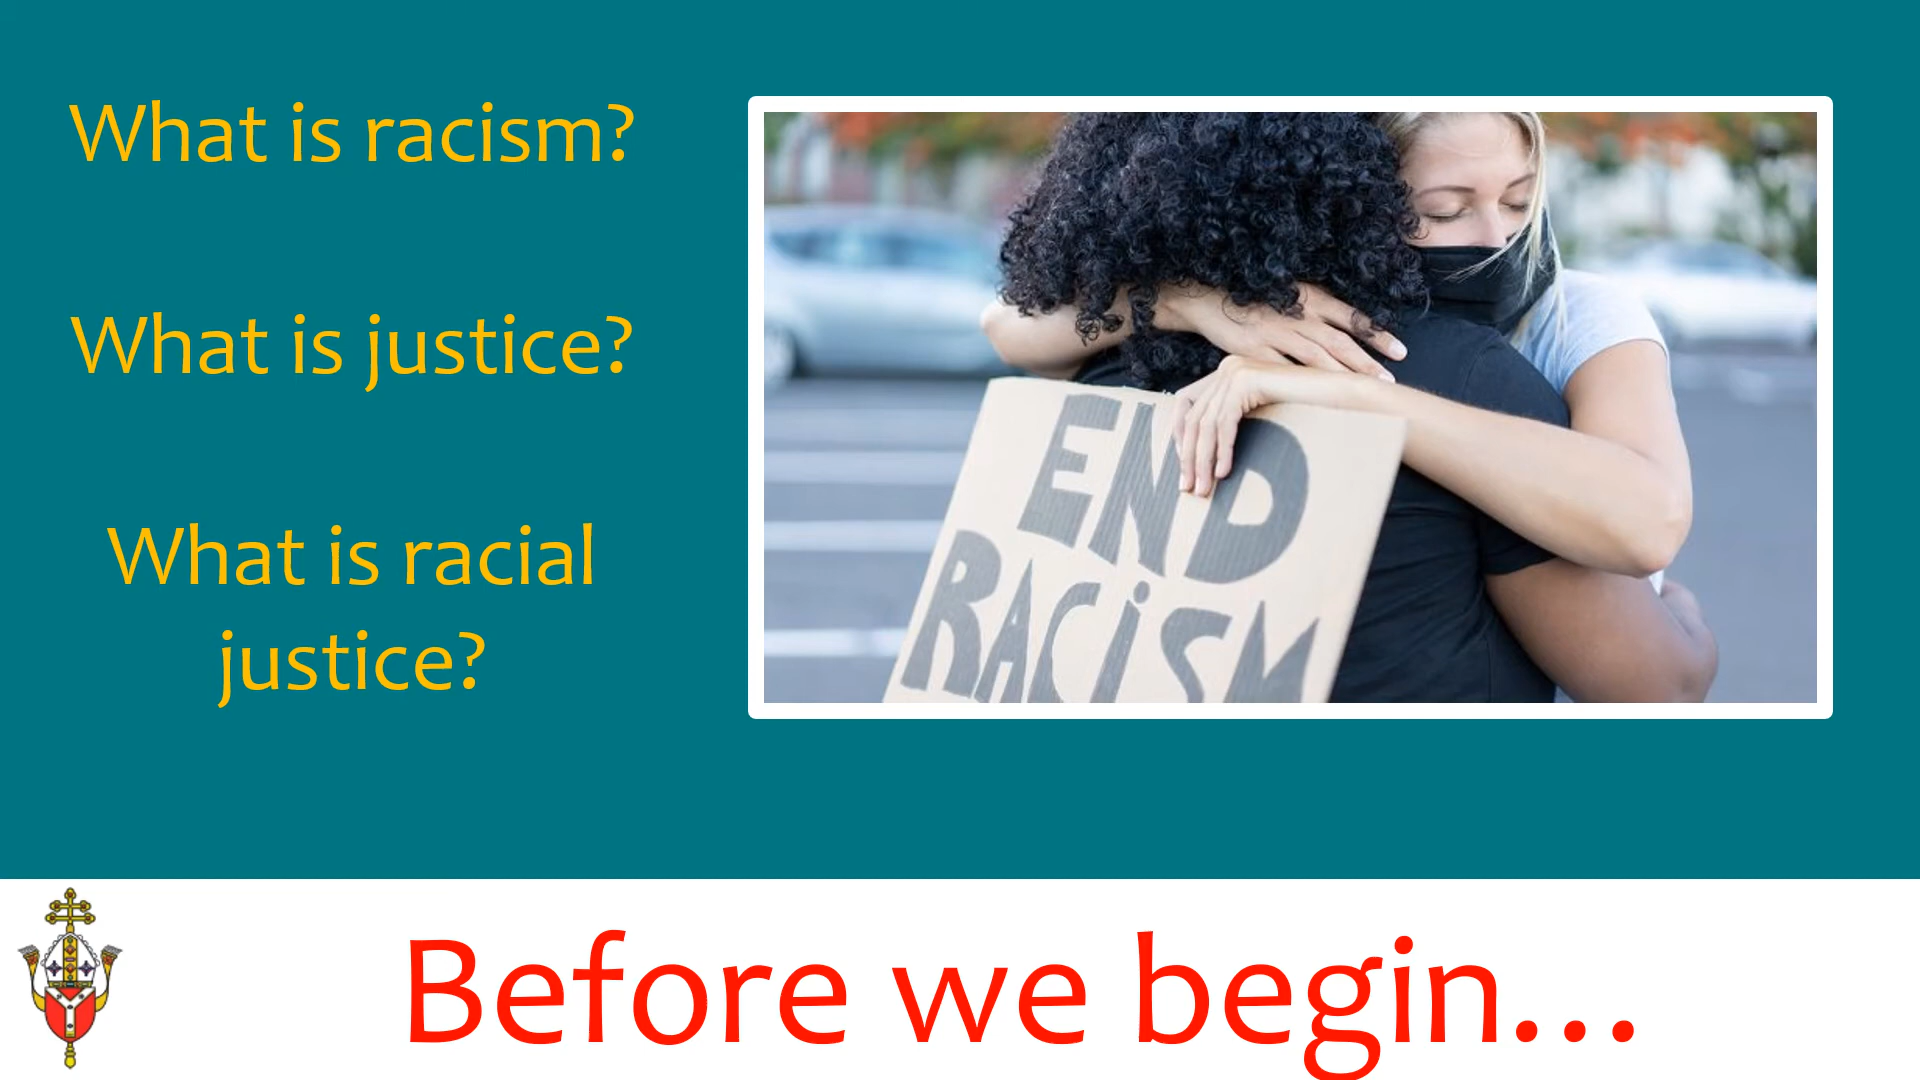 What is racism?
What is justice?
What is racial
justice?
END
RACiSM
Before we begin...